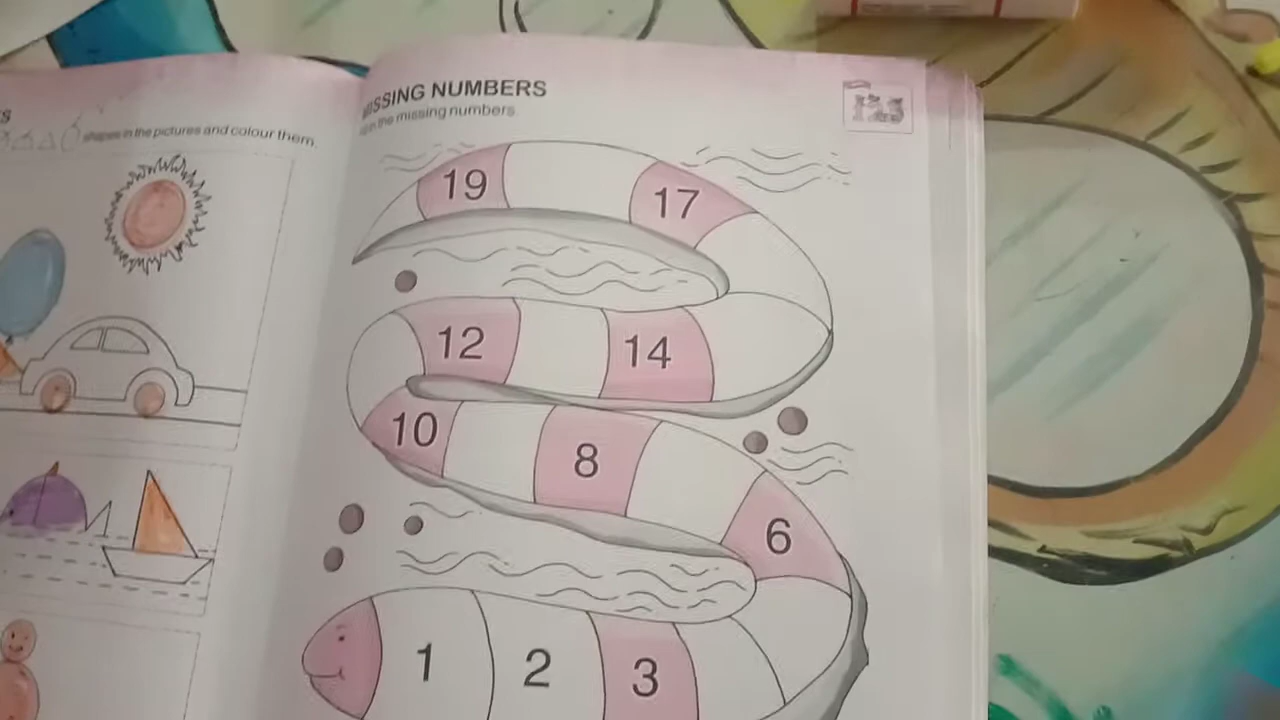 S
shapes in the pictures and colour them.
MISSING NUMBERS
in the missing numbers
19
17
12
14
10
8
6
1
2
3